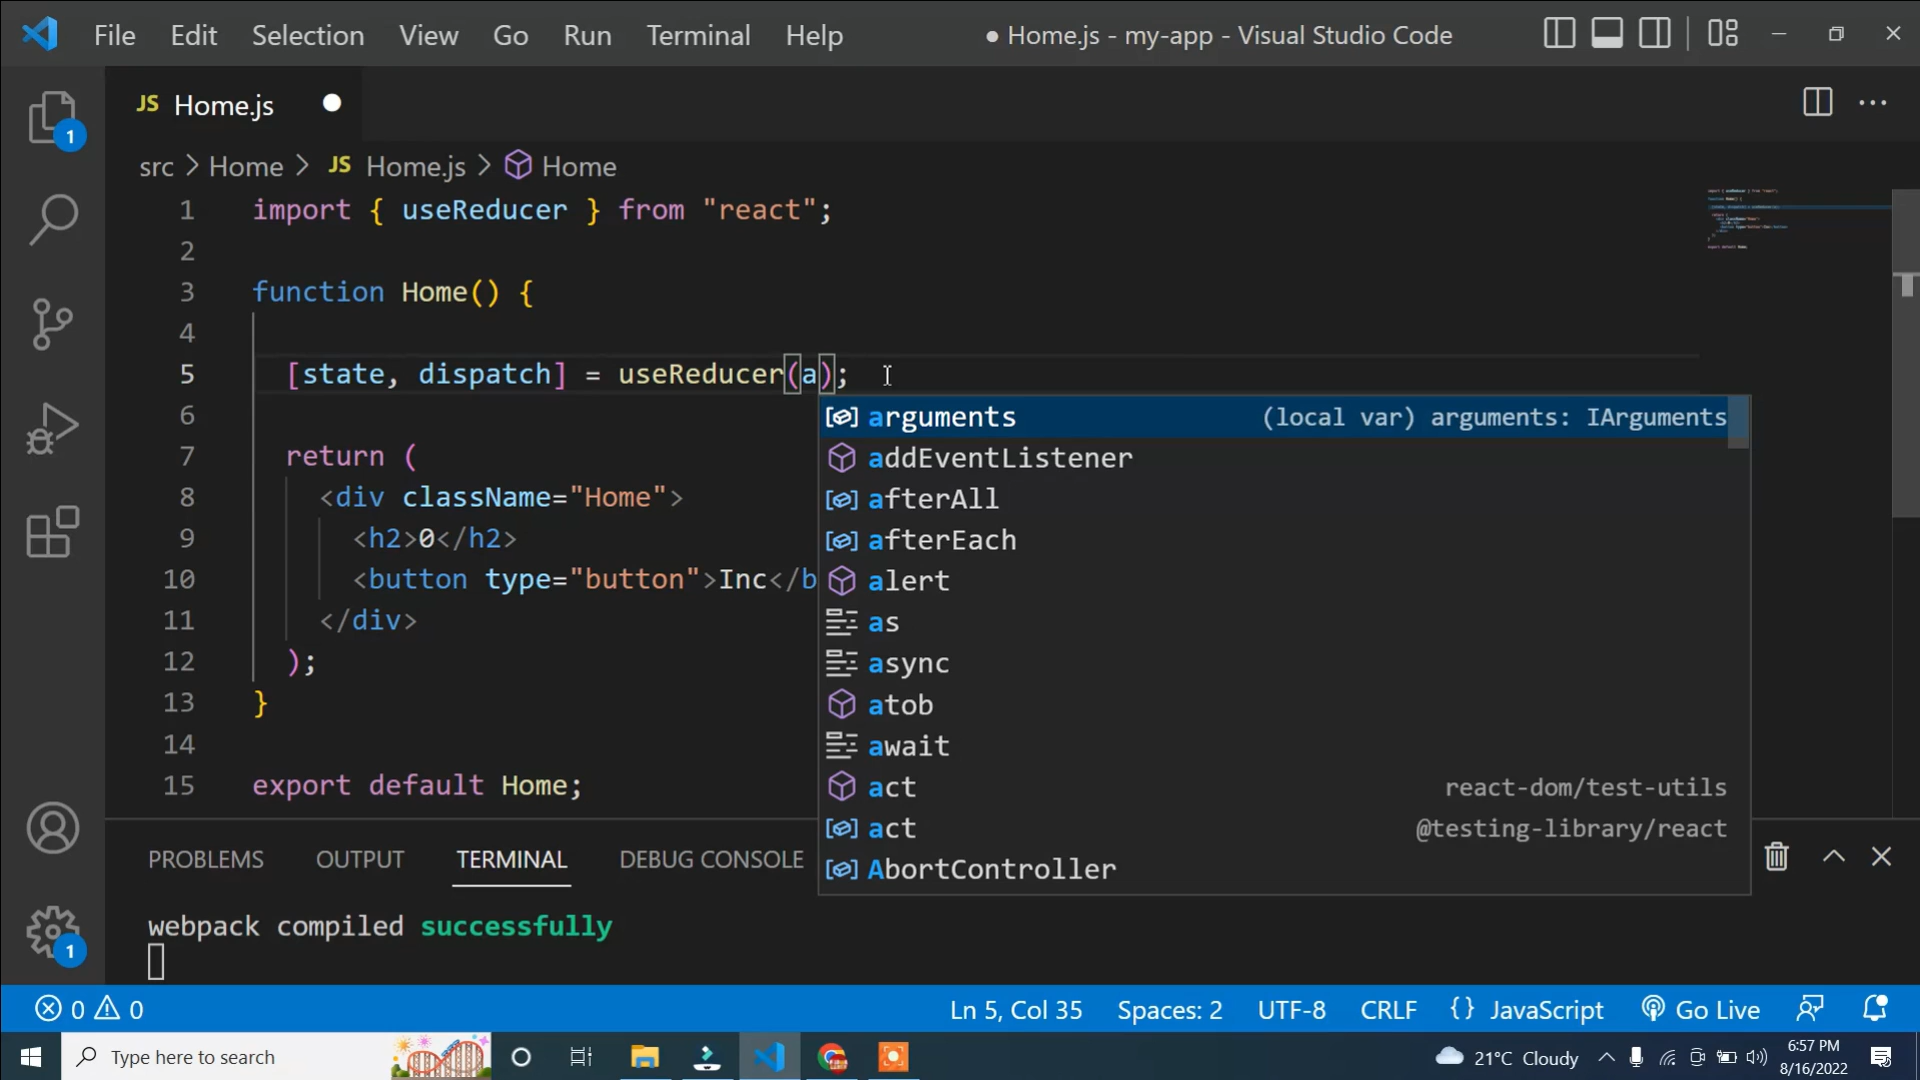 File Edit Selection View Go Run Terminal Help ● Home.js - my-app - Visual Studio Code
JS Home.js
src > Home > JS Home.js > Home
1 import { useReducer } from "react";
2
3 function Home() {
4
5 [state, dispatch] = useReducer(a);
6
7 return (
8 <div className="Home">
9 <h2>0</h2>
10 <button type="button">Inc</b
11 </div>
12 );
13 }
14
15 export default Home;
arguments (local var) arguments: IArguments
addEventListener
afterAll
afterEach
alert
as
async
atob
await
act react-dom/test-utils
act @testing-library/react
AbortController
1
1
PROBLEMS OUTPUT TERMINAL DEBUG CONSOLE
webpack compiled successfully
0 0 Ln 5, Col 35 Spaces: 2 UTF-8 CRLF {} JavaScript Go Live
Type here to search 21°C Cloudy 6:57 PM
8/16/2022